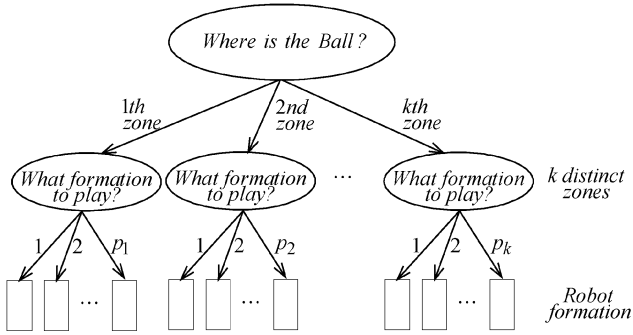 Where is the Ball?
1th
zone
2nd
zone
kth
zone
What formation
to play?
What formation
to play?
...
What formation
to play?
k distinct
zones
1 2 p1
1 2 p2
1 2 pk
... ... ...
Robot
formation